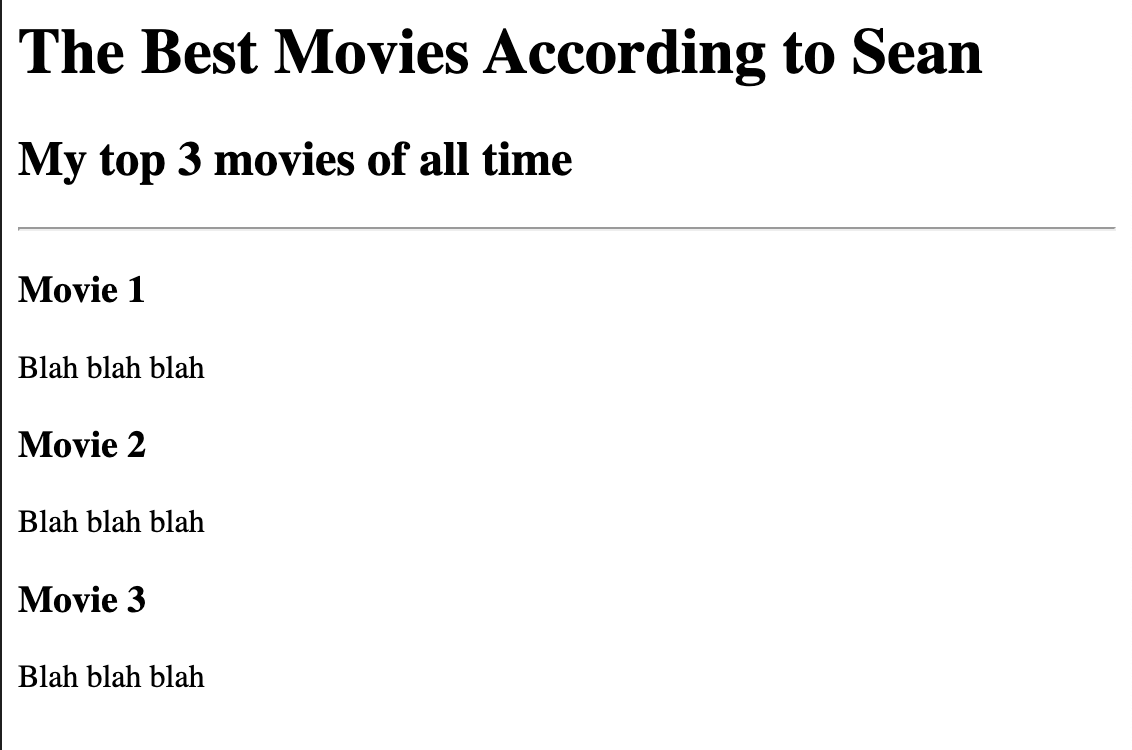 The Best Movies According to Sean
My top 3 movies of all time
Movie 1
Blah blah blah
Movie 2
Blah blah blah
Movie 3
Blah blah blah